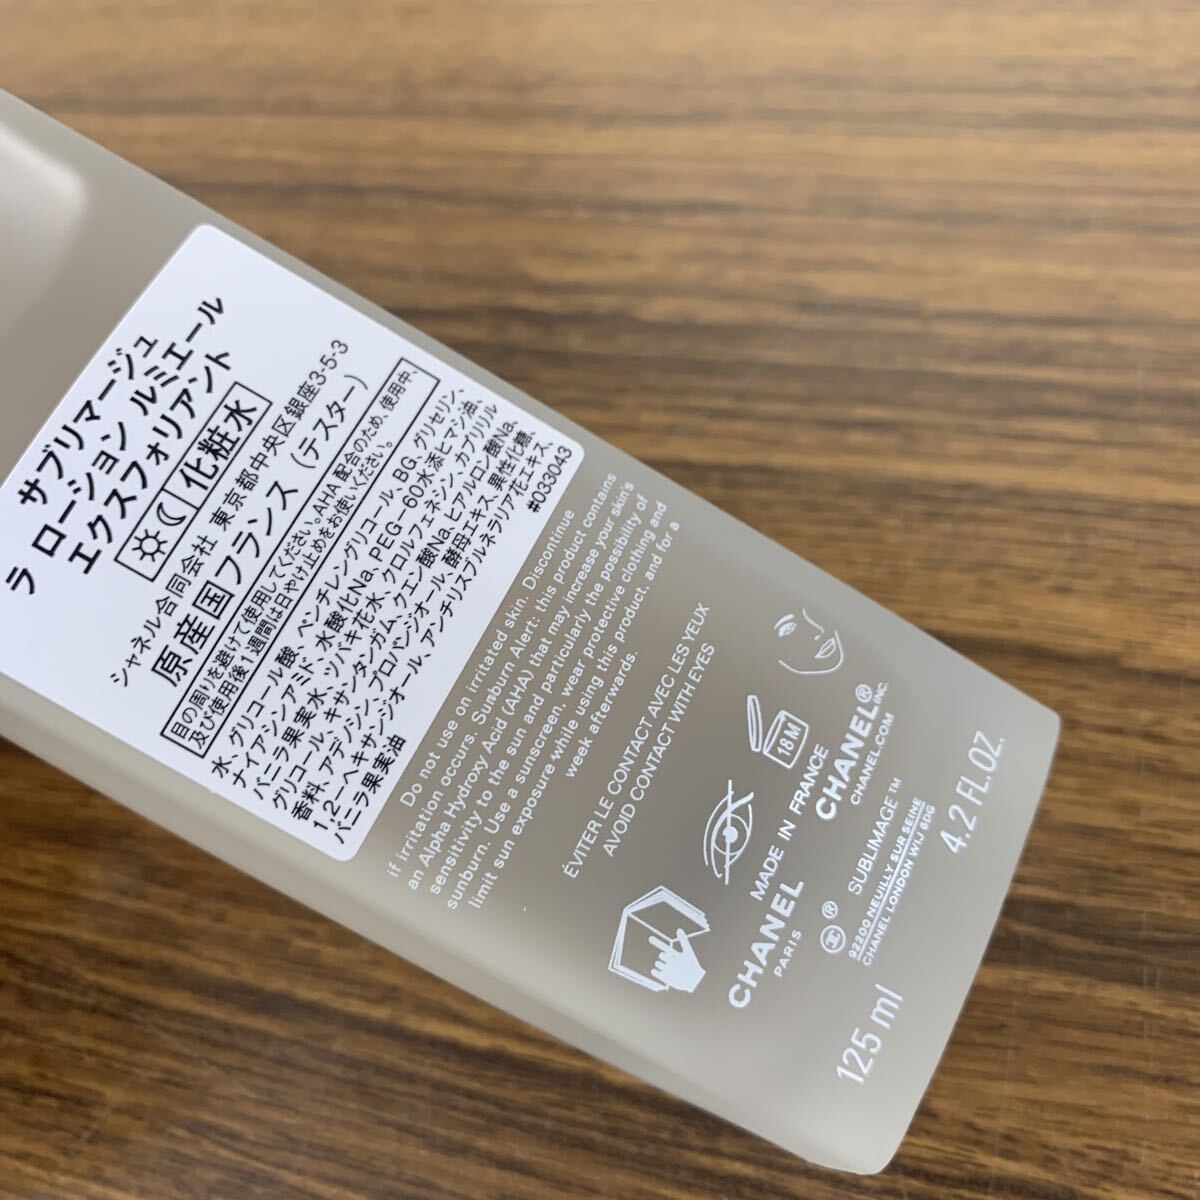 サブリマージュ
ラ ローション ルミエール
エクスフォリアント
化粧水
シャネル合同会社 東京都中央区銀座3-5-3
原産国フランス (テスター)
目の周りを避けて使用してください。AHA配合のため、使用中、
及び使用後1週間は日やけ止めをお使いください。
水、グリコール酸、ペンチレングリコール、BG、グリセリン、
ナイアシンアミド、水酸化Na、PEG-60水添ヒマシ油、
バニラ果実水、ツバキ花水、クロルフェネシン、カプリリル
グリコール、キサンタンガム、クエン酸Na、ヒアルロン酸Na、
香料、アデノシン、プロパンジオール、酵母エキス、異性化糖、
1,2-ヘキサンジオール、アンチリスブルネラリア花エキス、
バニラ果実油
#033043
Do not use on irritated skin. Discontinue
if irritation occurs. Sunburn Alert: this product contains
an Alpha Hydroxy Acid (AHA) that may increase your skin's
sensitivity to the sun and particularly the possibility of
sunburn. Use a sunscreen, wear protective clothing and
limit sun exposure while using this product, and for a
week afterwards.
ÉVITER LE CONTACT AVEC LES YEUX
AVOID CONTACT WITH EYES
18M
MADE IN FRANCE
CHANEL
PARIS
CHANEL® INC.
CHANEL.COM
® SUBLIMAGE™
92200 NEUILLY SUR SEINE
CHANEL LONDON W1J 6DG
125 ml
4.2 FL.OZ.